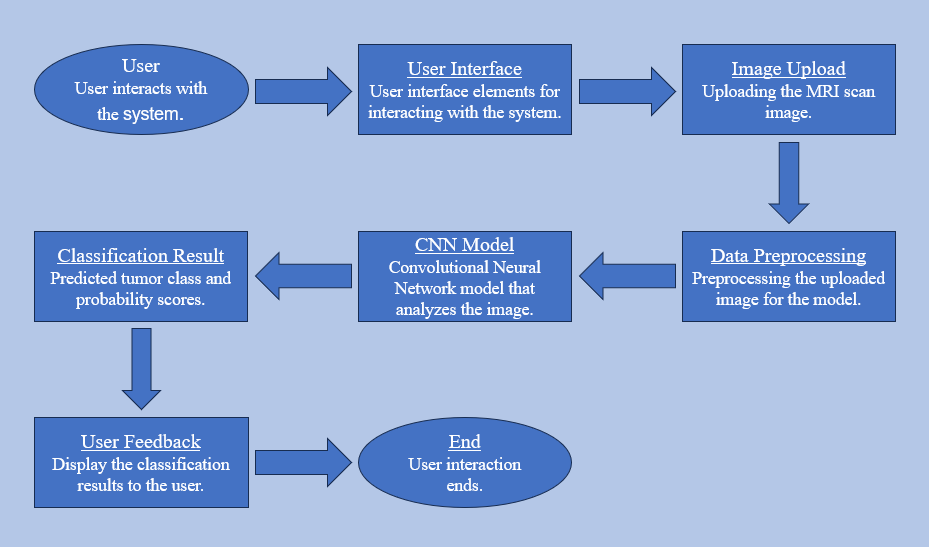 User
User interacts with
the system.
User Interface
User interface elements for
interacting with the system.
Image Upload
Uploading the MRI scan
image.
Data Preprocessing
Preprocessing the uploaded
image for the model.
CNN Model
Convolutional Neural
Network model that
analyzes the image.
Classification Result
Predicted tumor class and
probability scores.
User Feedback
Display the classification
results to the user.
End
User interaction
ends.